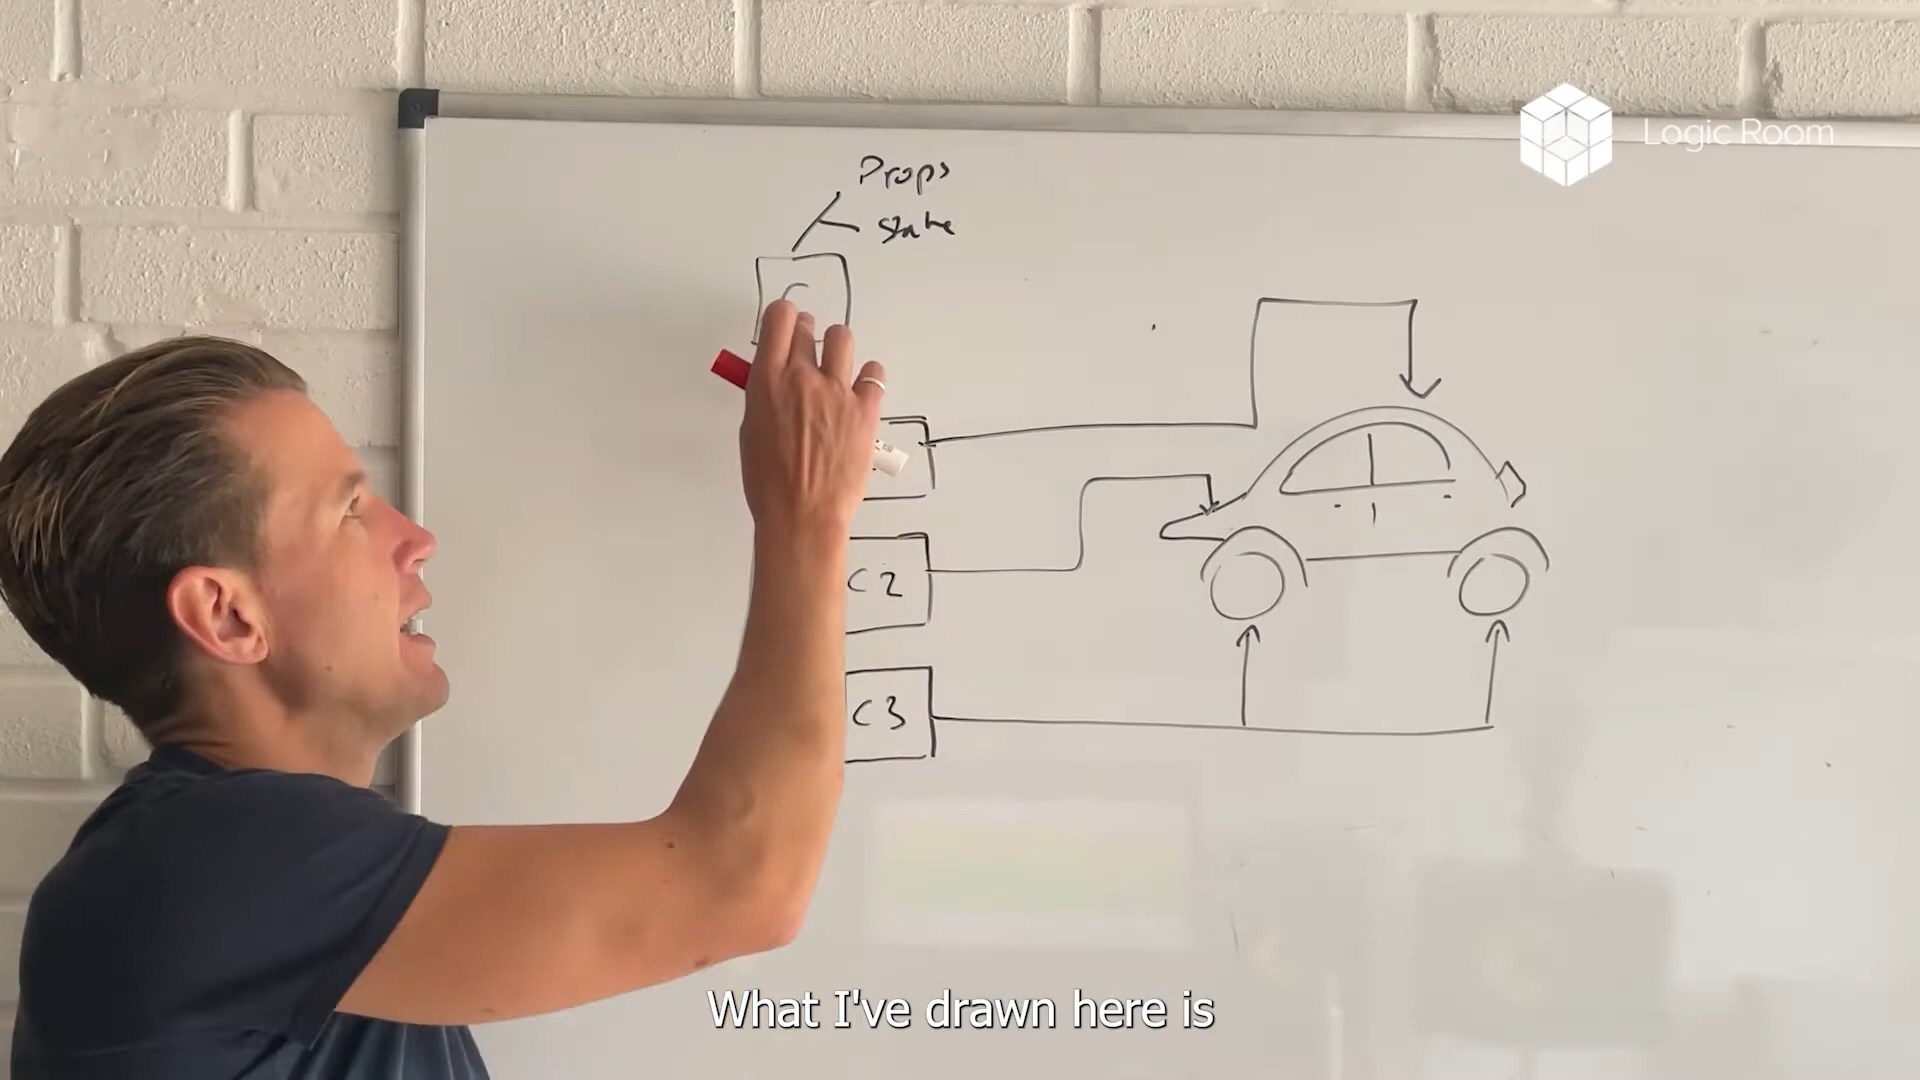 Logic Room
Props
State
C
C2
C3
What I've drawn here is